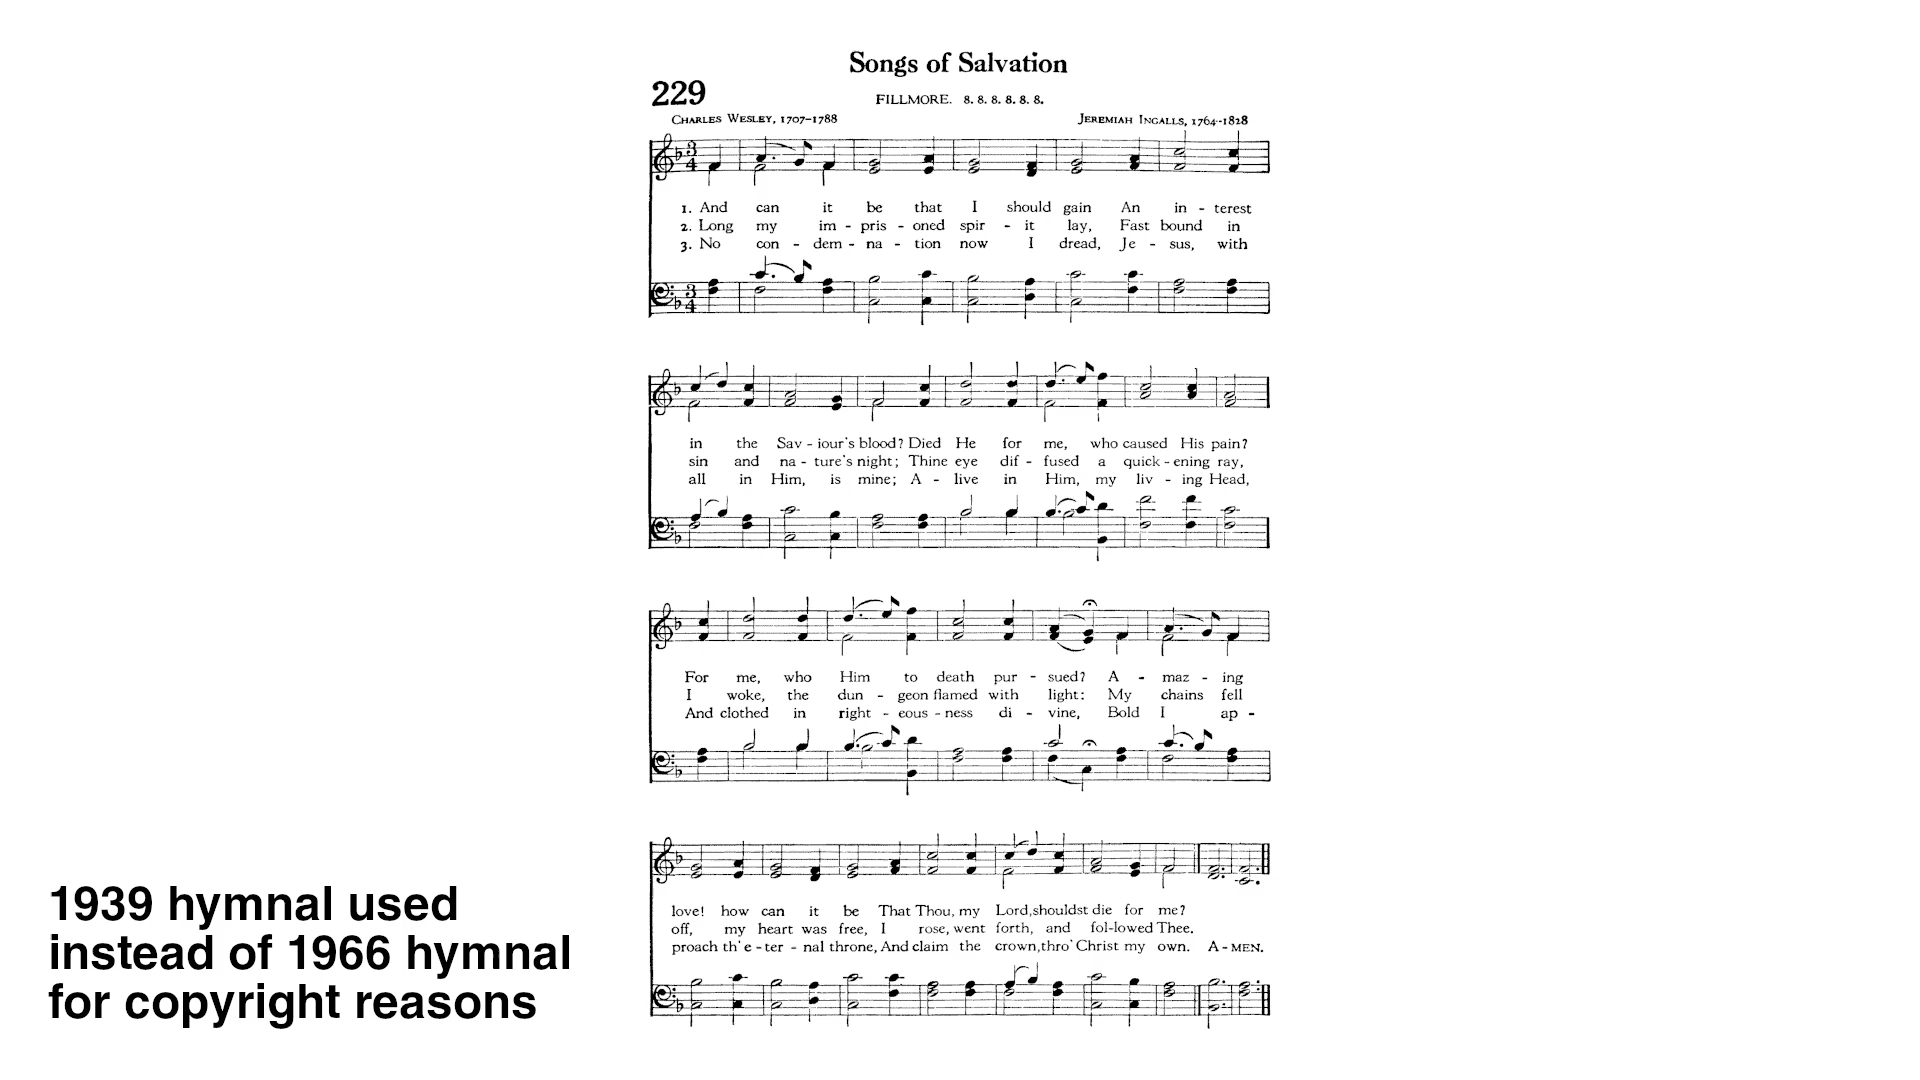 Songs of Salvation
229
FILLMORE. 8. 8. 8. 8. 8. 8.
CHARLES WESLEY, 1707–1788
JEREMIAH INGALLS, 1764--1828
1. And can it be that I should gain An in - terest
2. Long my im - pris - oned spir - it lay, Fast bound in
3. No con - dem - na - tion now I dread, Je - sus, with
in the Sav - iour's blood? Died He for me, who caused His pain?
sin and na - ture's night; Thine eye dif - fused a quick - ening ray,
all in Him, is mine; A - live in Him, my liv - ing Head,
For me, who Him to death pur - sued? A - maz - ing
I woke, the dun - geon flamed with light: My chains fell
And clothed in right - eous - ness di - vine, Bold I ap -
love! how can it be That Thou, my Lord, shouldst die for me?
off, my heart was free, I rose, went forth, and fol-lowed Thee.
proach th' e - ter - nal throne, And claim the crown, thro' Christ my own. A-MEN.
1939 hymnal used
instead of 1966 hymnal
for copyright reasons